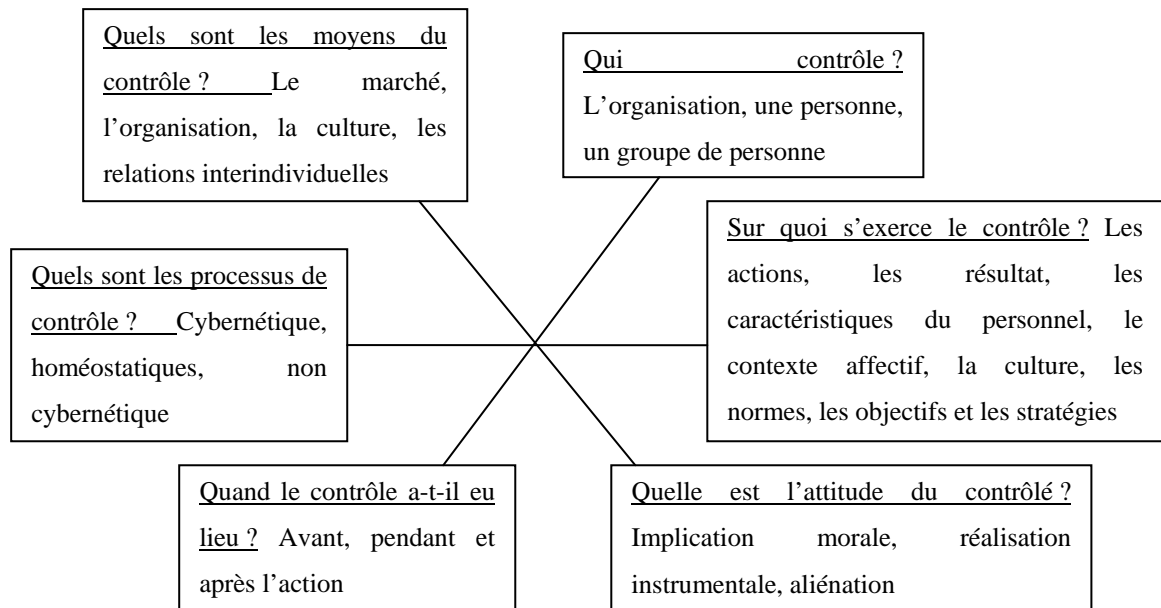 Quels sont les moyens du
contrôle ? Le marché,
l’organisation, la culture, les
relations interindividuelles
Qui contrôle ?
L’organisation, une personne,
un groupe de personne
Quels sont les processus de
contrôle ? Cybernétique,
homéostatiques, non
cybernétique
Sur quoi s’exerce le contrôle ? Les
actions, les résultat, les
caractéristiques du personnel, le
contexte affectif, la culture, les
normes, les objectifs et les stratégies
Quand le contrôle a-t-il eu
lieu ? Avant, pendant et
après l’action
Quelle est l’attitude du contrôlé ?
Implication morale, réalisation
instrumentale, aliénation